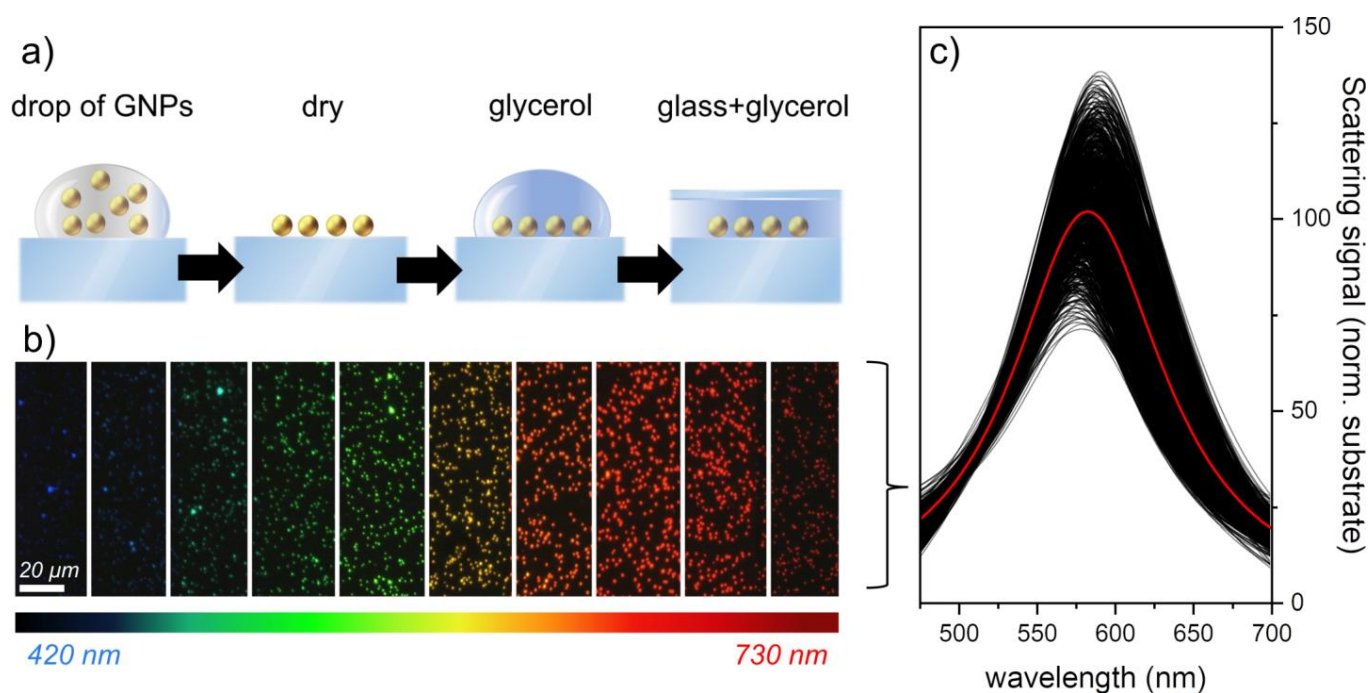 a)
drop of GNPs
dry
glycerol
glass+glycerol
b)
20 µm
420 nm
730 nm
c)
150
100
50
0
Scattering signal (norm. substrate)
500 550 600 650 700
wavelength (nm)